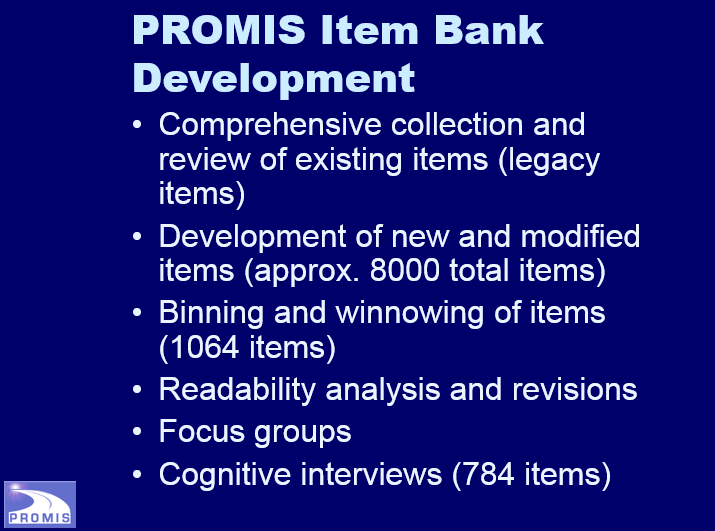 PROMIS Item Bank
Development
• Comprehensive collection and
review of existing items (legacy
items)
• Development of new and modified
items (approx. 8000 total items)
• Binning and winnowing of items
(1064 items)
• Readability analysis and revisions
• Focus groups
• Cognitive interviews (784 items)
PROMIS